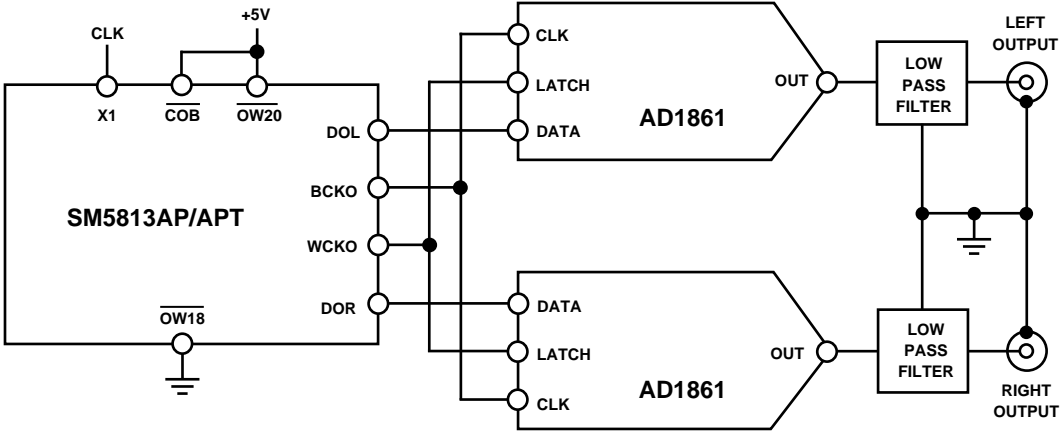 +5V
CLK
X1
COB
OW20
DOL
BCKO
WCKO
DOR
SM5813AP/APT
OW18
CLK
LATCH
DATA
OUT
AD1861
LOW
PASS
FILTER
LEFT
OUTPUT
DATA
LATCH
CLK
OUT
AD1861
LOW
PASS
FILTER
RIGHT
OUTPUT